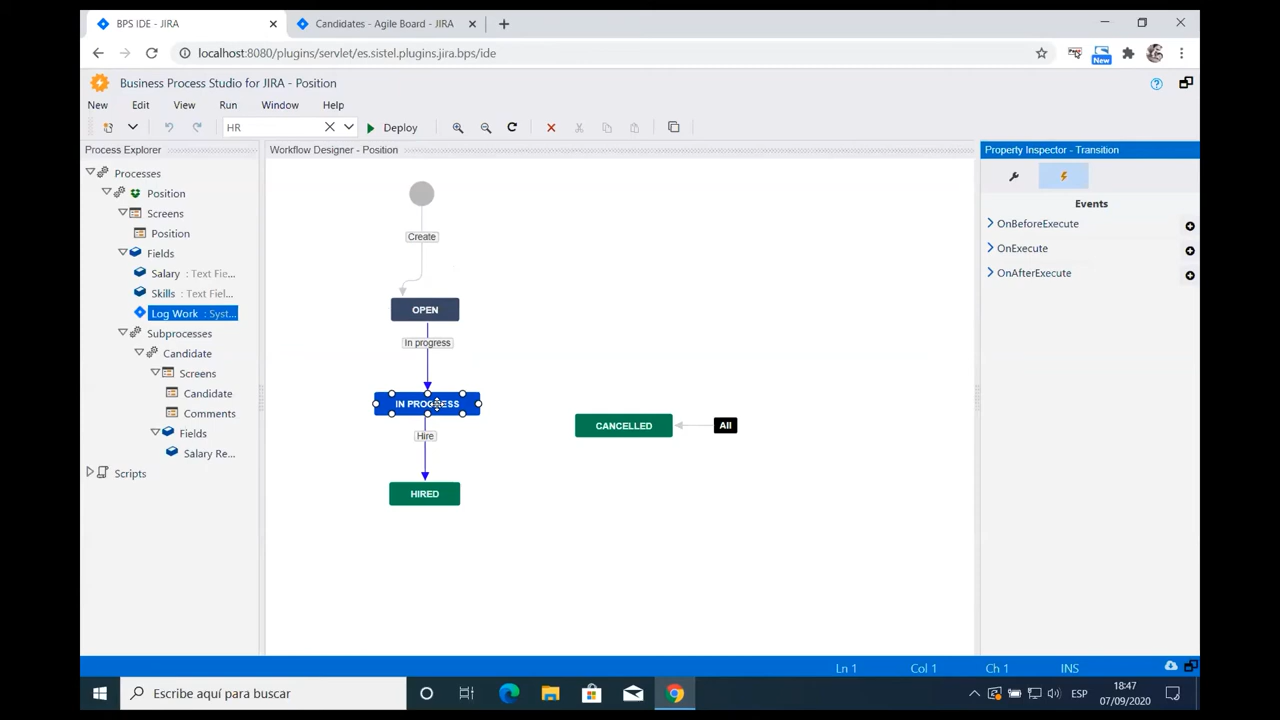 BPS IDE - JIRA
Candidates - Agile Board - JIRA
localhost:8080/plugins/servlet/es.sistel.plugins.jira.bps/ide
New
Business Process Studio for JIRA - Position
New Edit View Run Window Help
HR Deploy
Process Explorer
Processes
Position
Screens
Position
Fields
Salary : Text Fie...
Skills : Text Fiel...
Log Work : Syst...
Subprocesses
Candidate
Screens
Candidate
Comments
Fields
Salary Re...
Scripts
Workflow Designer - Position
Create
OPEN
In progress
IN PROGRESS
Hire
HIRED
CANCELLED
All
Property Inspector - Transition
Events
OnBeforeExecute
OnExecute
OnAfterExecute
Ln 1 Col 1 Ch 1 INS
Escribe aquí para buscar
ESP
18:47
07/09/2020